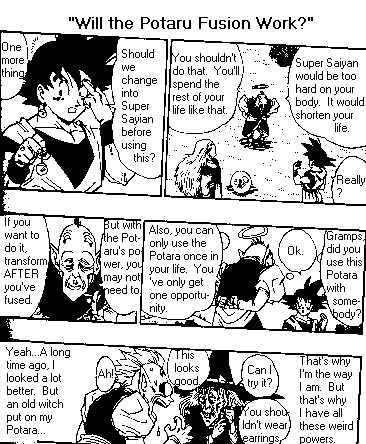 "Will the Potaru Fusion Work?"
One
more
thing.
Should
we
change
into
Super
Sayian
before
using
this?
You shouldn't
do that. You'll
spend the
rest of your
life like that.
Super Saiyan
would be too
hard on your
body. It would
shorten your
life.
Really
?
If you
want to
do it,
transform
AFTER
you've
fused.
But with
the Pot-
aru's po
wer, you
may not
need to.
Also, you can
only use the
Potara once in
your life. You
've only got
one opportu-
nity.
Ok.
Gramps,
did you
use this
Potara
with
some-
body?
Yeah...A long
time ago, I
looked a lot
better. But
an old witch
put on my
Potara...
Ah!
This
looks
good.
Can I
try it?
You shou-
ldn't wear
earrings,
That's why
I'm the way
I am. But
that's why
I have all
these weird
powers.